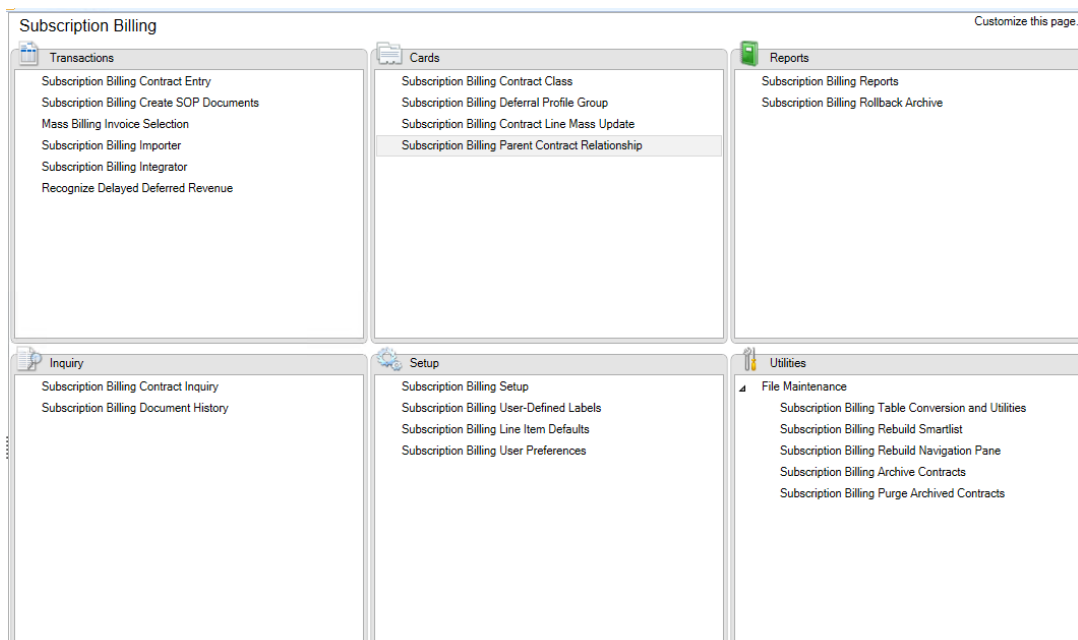 Subscription Billing
Customize this page.
Transactions
Subscription Billing Contract Entry
Subscription Billing Create SOP Documents
Mass Billing Invoice Selection
Subscription Billing Importer
Subscription Billing Integrator
Recognize Delayed Deferred Revenue
Cards
Subscription Billing Contract Class
Subscription Billing Deferral Profile Group
Subscription Billing Contract Line Mass Update
Subscription Billing Parent Contract Relationship
Reports
Subscription Billing Reports
Subscription Billing Rollback Archive
Inquiry
Subscription Billing Contract Inquiry
Subscription Billing Document History
Setup
Subscription Billing Setup
Subscription Billing User-Defined Labels
Subscription Billing Line Item Defaults
Subscription Billing User Preferences
Utilities
File Maintenance
Subscription Billing Table Conversion and Utilities
Subscription Billing Rebuild Smartlist
Subscription Billing Rebuild Navigation Pane
Subscription Billing Archive Contracts
Subscription Billing Purge Archived Contracts